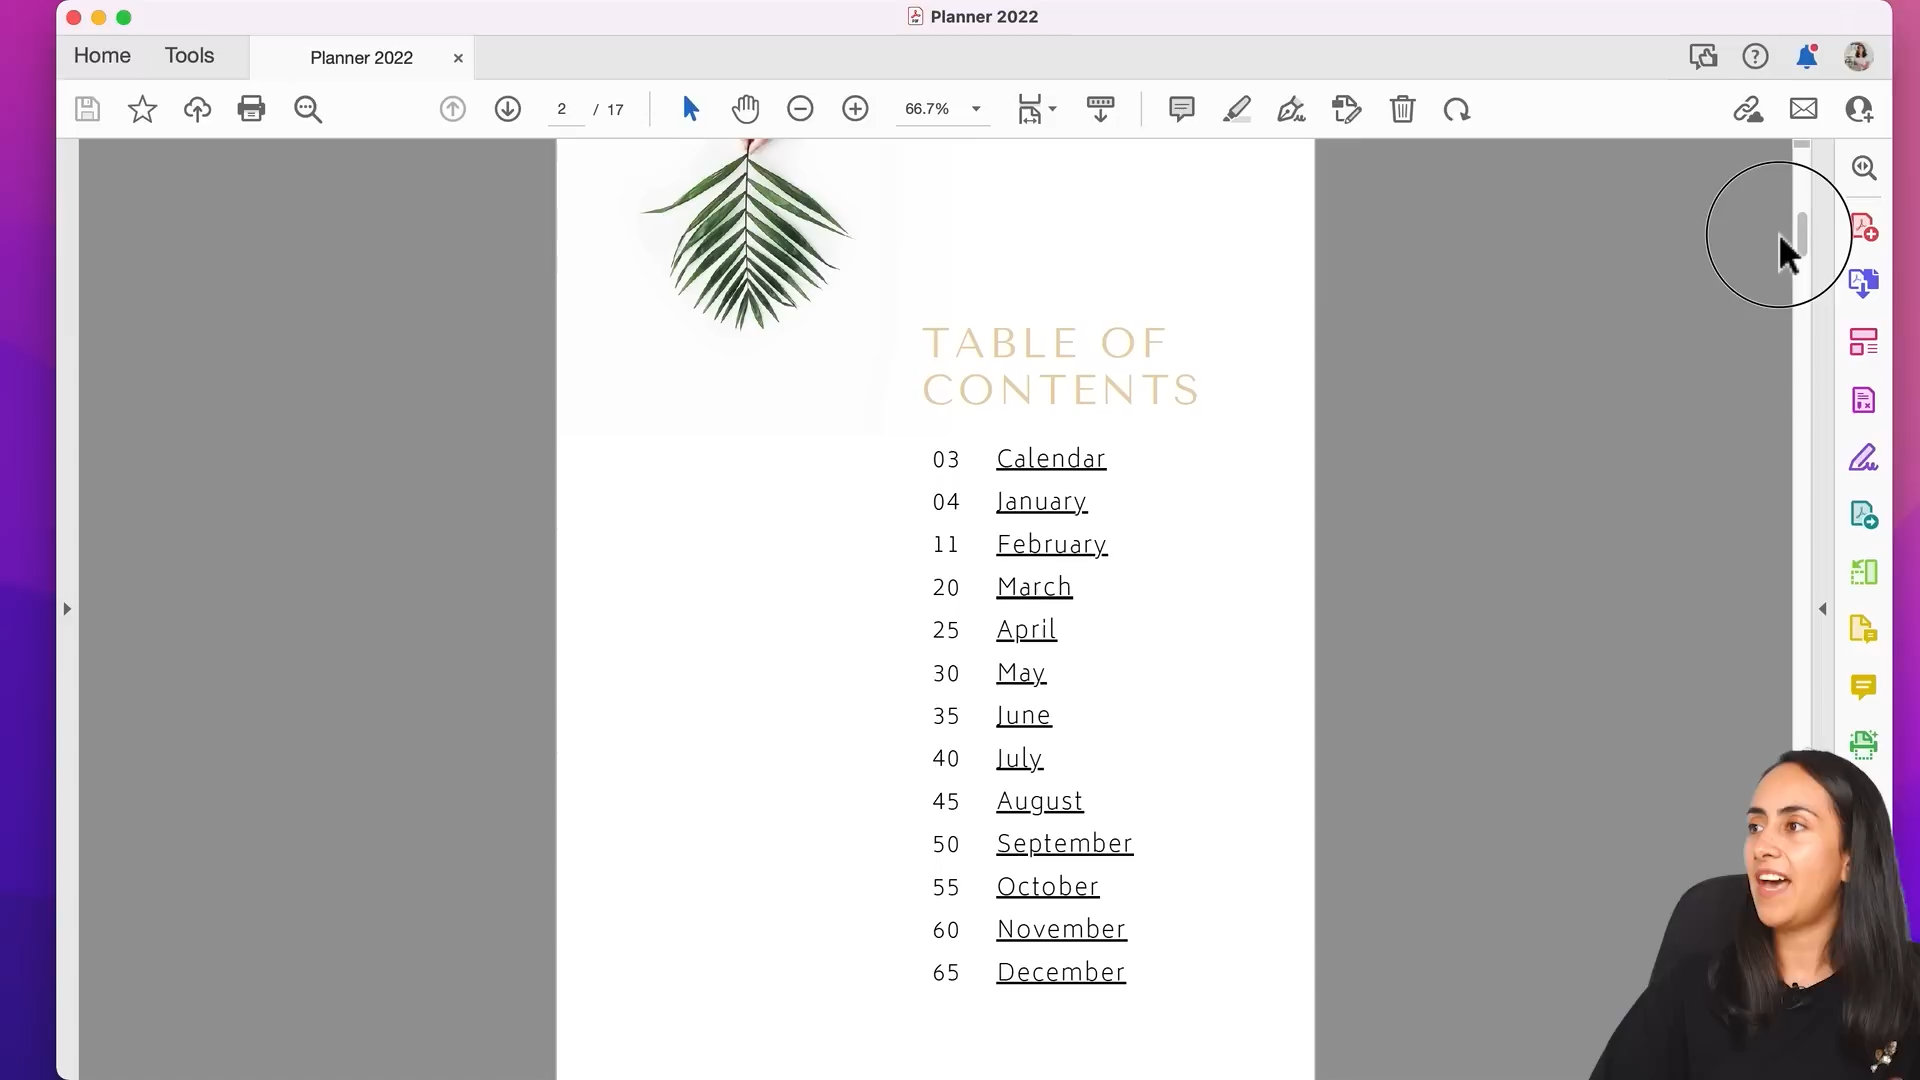 Planner 2022
Home Tools Planner 2022
2 / 17 66.7%
TABLE OF
CONTENTS
03 Calendar
04 January
11 February
20 March
25 April
30 May
35 June
40 July
45 August
50 September
55 October
60 November
65 December